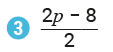 3 (2p - 8)/2